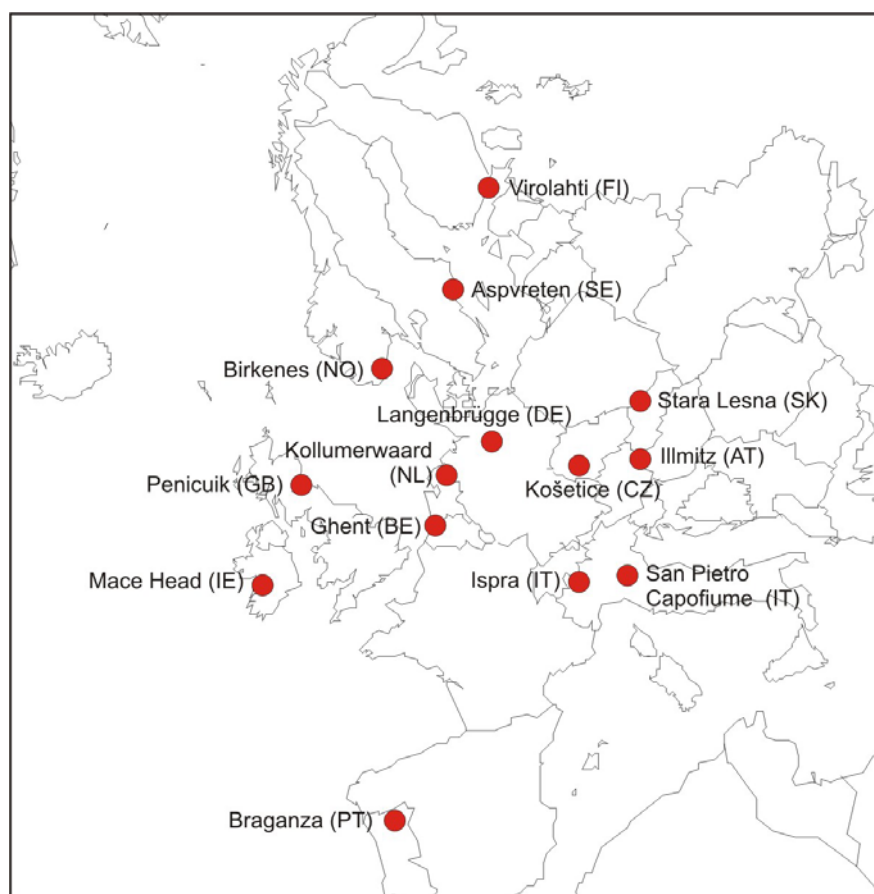 Virolahti (FI)
Aspvreten (SE)
Birkenes (NO)
Stara Lesna (SK)
Langenbrügge (DE)
Kollumerwaard
(NL)
Illmitz (AT)
Penicuik (GB)
Košetice (CZ)
Ghent (BE)
Mace Head (IE)
Ispra (IT)
San Pietro
Capofiume (IT)
Braganza (PT)